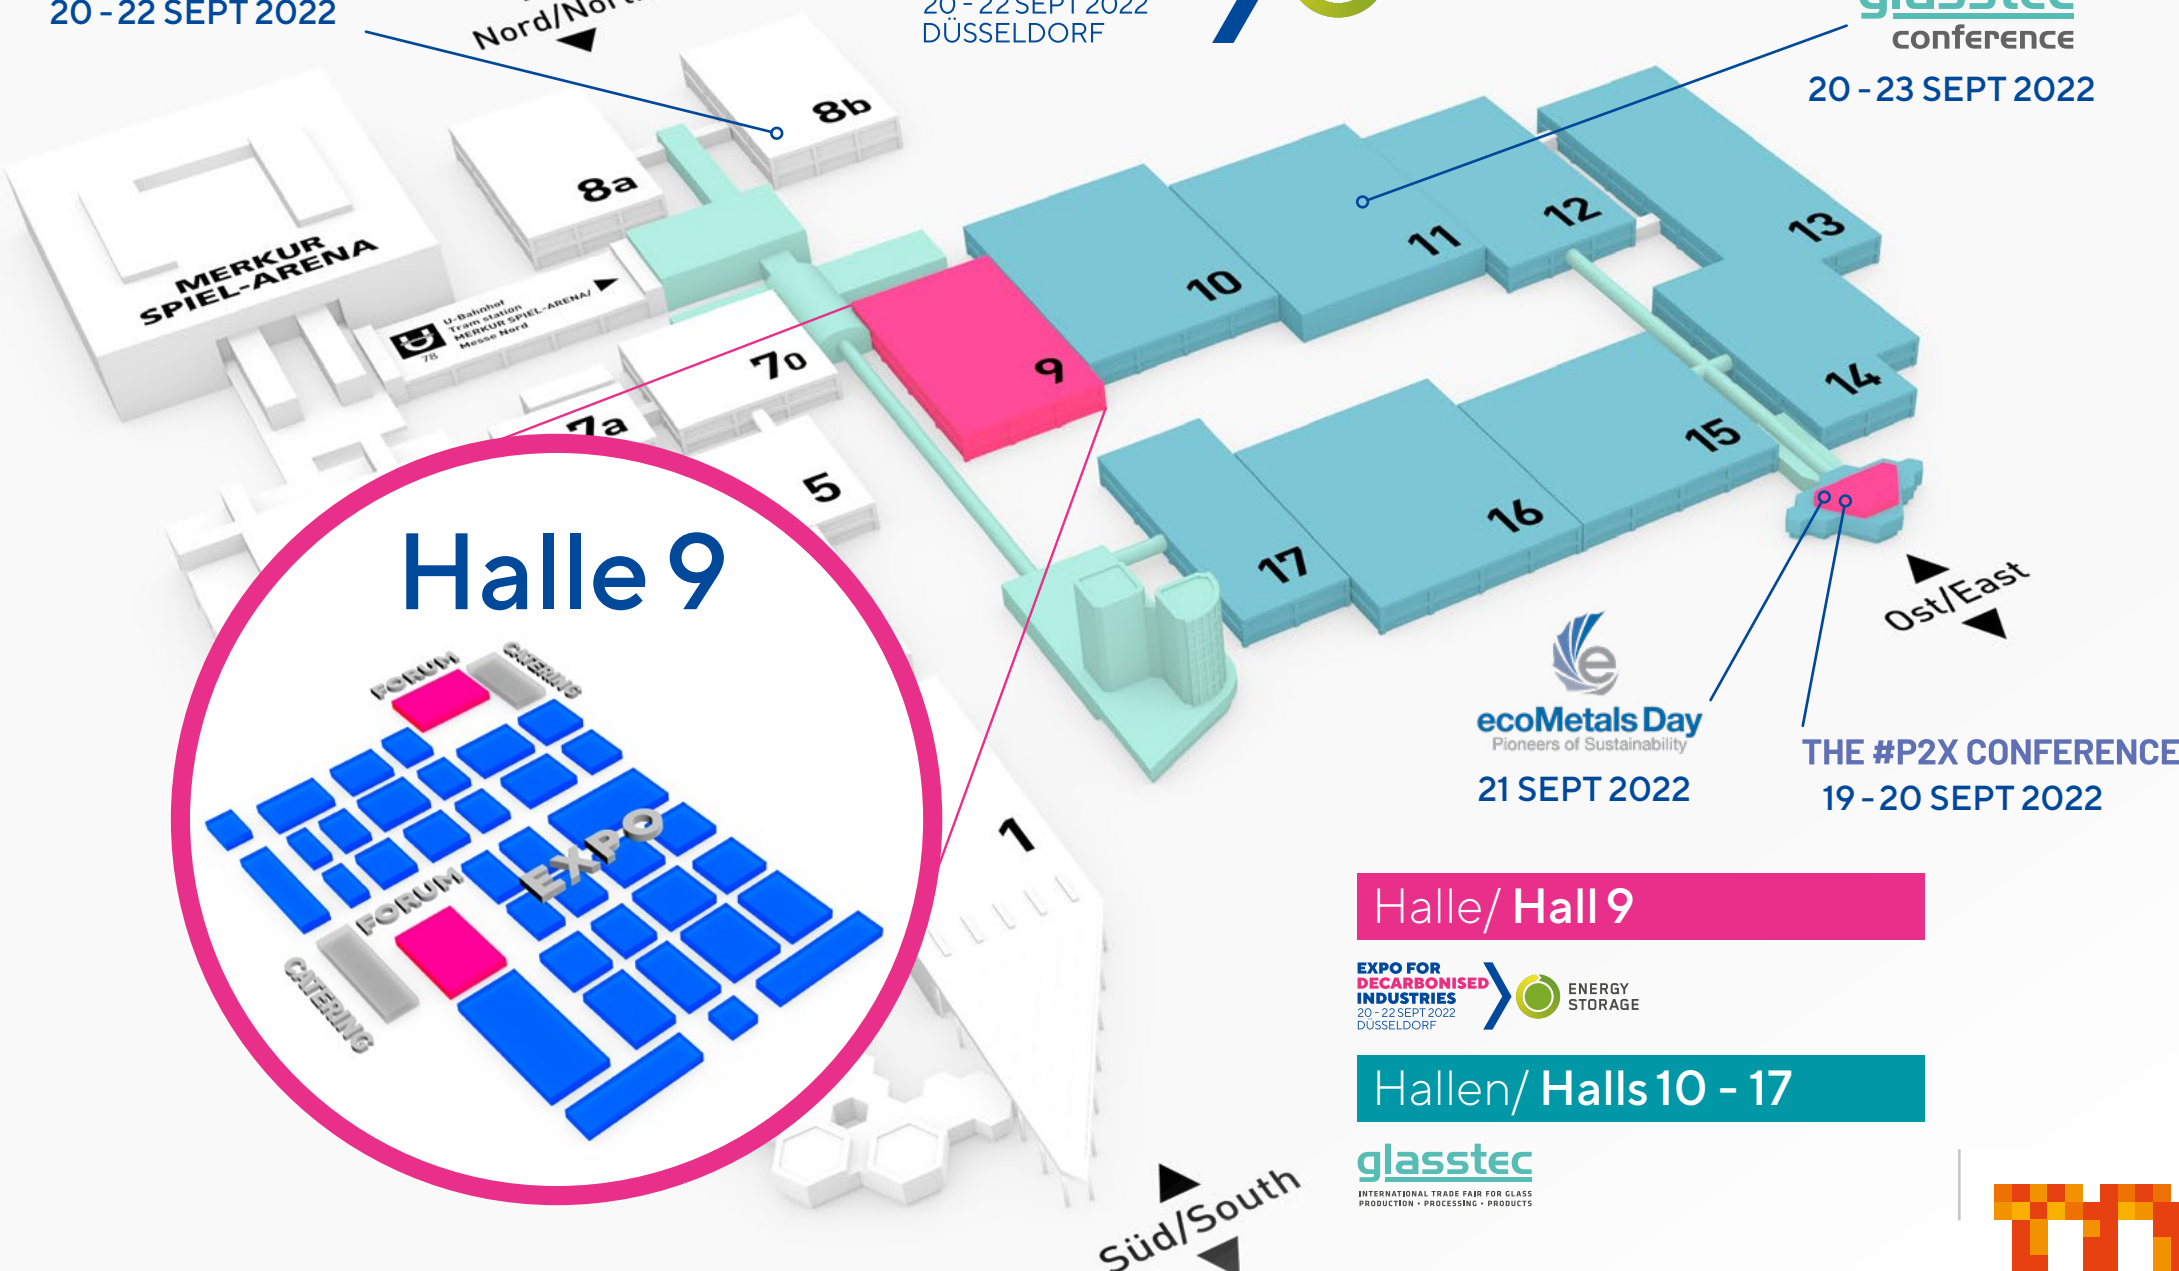 20 - 22 SEPT 2022
Nord/Nort
20 - 22 SEPT 2022
DÜSSELDORF
glasstec
conference
20 - 23 SEPT 2022
8b
8a
MERKUR
SPIEL-ARENA
U-Bahnhof
Tram station
MERKUR SPIEL-ARENA/
Messe Nord
78
70
7a
5
9
10
11
12
13
14
15
16
17
1
Ost/East
Halle 9
FORUM
CATERING
EXPO
FORUM
CATERING
ecoMetals Day
Pioneers of Sustainability
21 SEPT 2022
THE #P2X CONFERENCE
19 - 20 SEPT 2022
Halle/ Hall 9
EXPO FOR
DECARBONISED
INDUSTRIES
20 - 22 SEPT 2022
DÜSSELDORF
ENERGY
STORAGE
Hallen/ Halls 10 - 17
glasstec
INTERNATIONAL TRADE FAIR FOR GLASS
PRODUCTION • PROCESSING • PRODUCTS
Süd/South